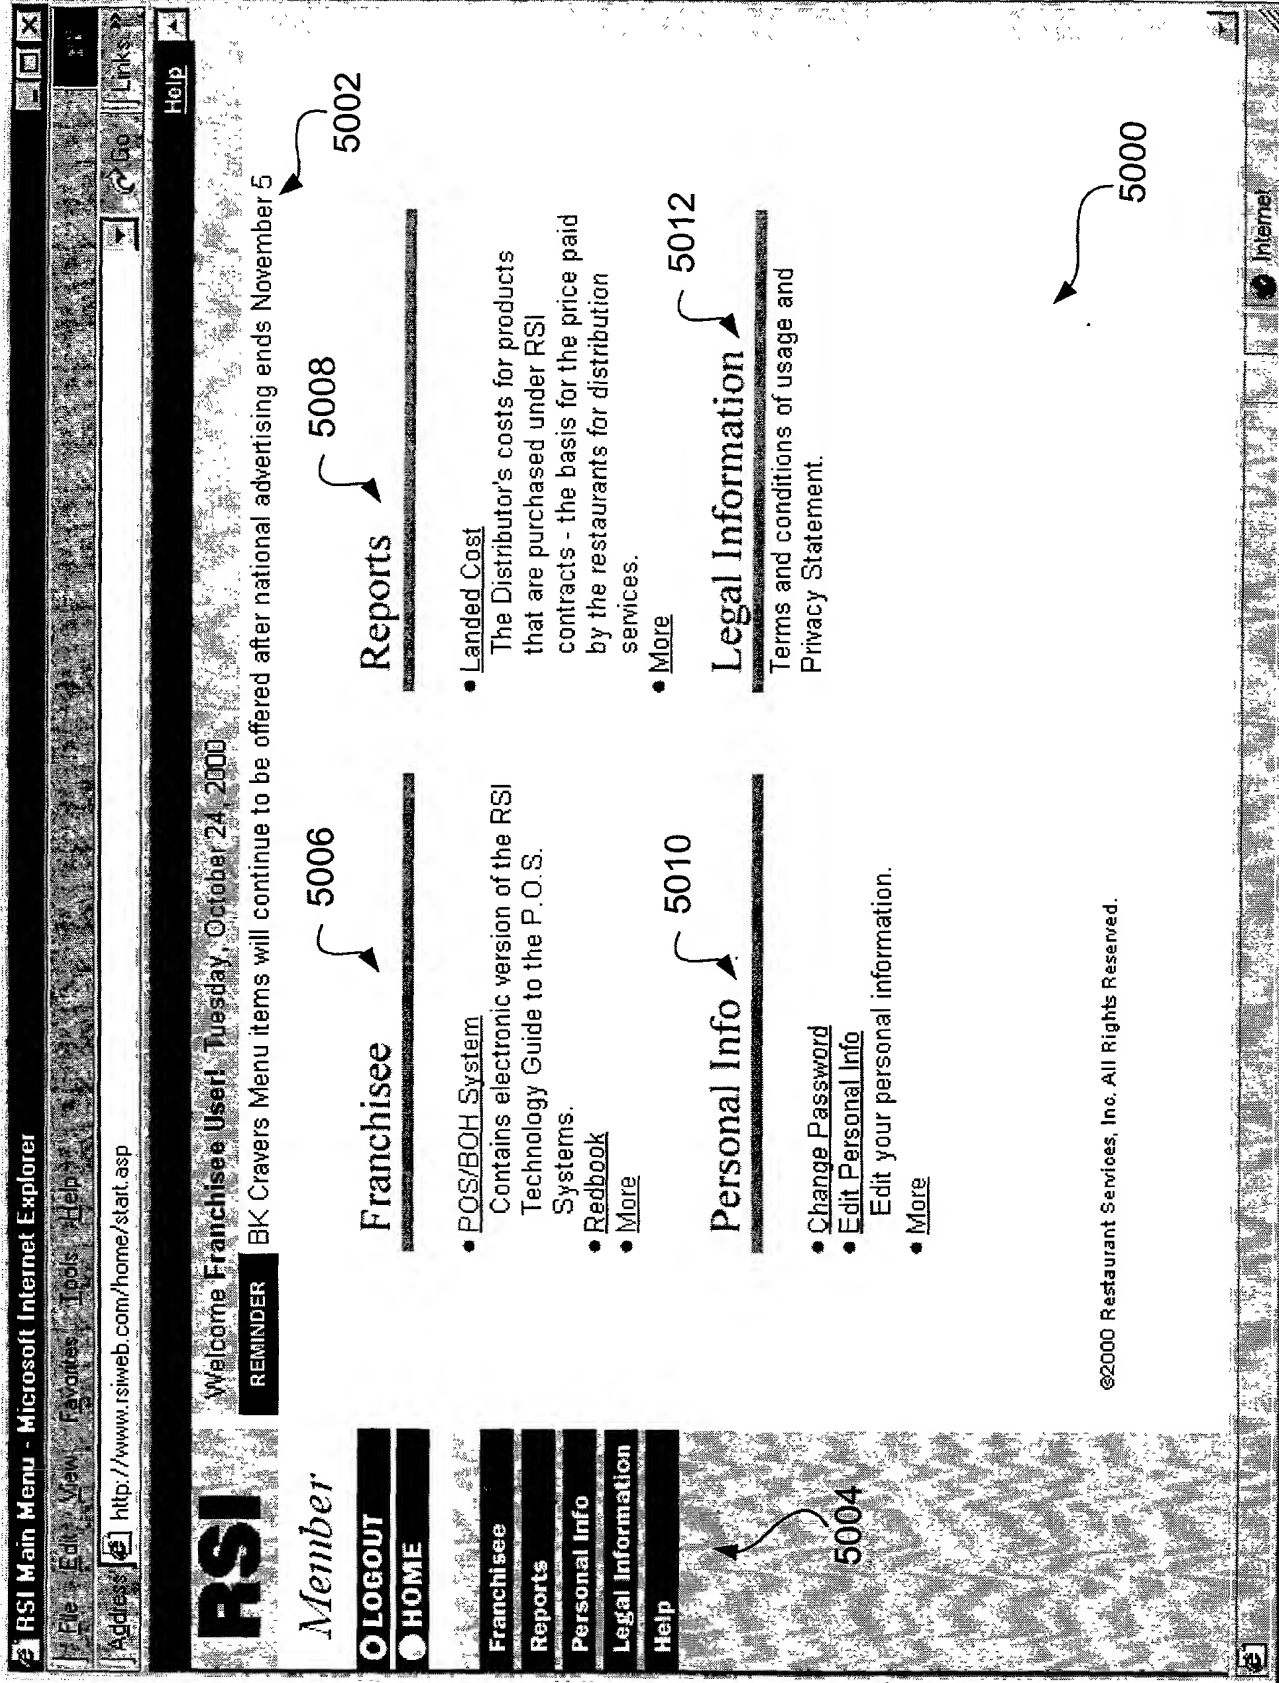 RSI Main Menu - Microsoft Internet Explorer
File Edit View Favorites Tools Help
Address http://www.rsiweb.com/home/start.asp Go Links »
Help
RSI
Welcome Franchisee User! Tuesday, October 24, 2000
REMINDER BK Cravers Menu items will continue to be offered after national advertising ends November 5
5002
Member
LOGOUT
HOME
Franchisee
Reports
Personal Info
Legal Information
Help
5004
Franchisee
5006
• POS/BOH System
Contains electronic version of the RSI
Technology Guide to the P.O.S.
Systems.
• Redbook
• More
Reports
5008
• Landed Cost
The Distributor's costs for products
that are purchased under RSI
contracts - the basis for the price paid
by the restaurants for distribution
services.
• More
Personal Info
5010
• Change Password
• Edit Personal Info
Edit your personal information.
• More
Legal Information
5012
Terms and conditions of usage and
Privacy Statement.
5000
©2000 Restaurant Services, Inc. All Rights Reserved.
Internet